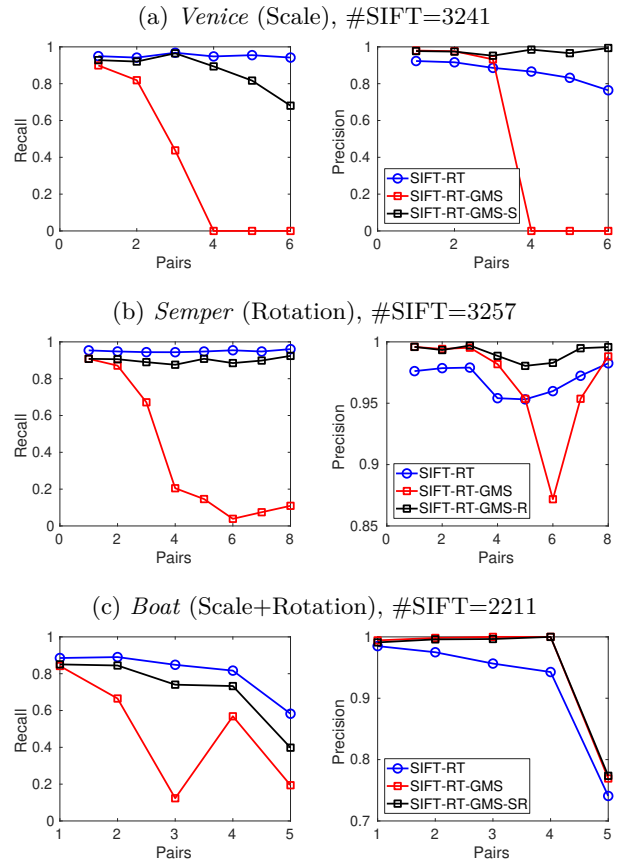 (a) Venice (Scale), #SIFT=3241
1
0.8
0.6
0.4
0.2
0
0 2 4 6
Recall
Pairs
1
0.8
0.6
0.4
0.2
0
0 2 4 6
Precision
Pairs
SIFT-RT
SIFT-RT-GMS
SIFT-RT-GMS-S
(b) Semper (Rotation), #SIFT=3257
1
0.8
0.6
0.4
0.2
0
0 2 4 6 8
Recall
Pairs
1
0.95
0.9
0.85
0 2 4 6 8
Precision
Pairs
SIFT-RT
SIFT-RT-GMS
SIFT-RT-GMS-R
(c) Boat (Scale+Rotation), #SIFT=2211
1
0.8
0.6
0.4
0.2
0
1 2 3 4 5
Recall
Pairs
1
0.9
0.8
0.7
1 2 3 4 5
Precision
Pairs
SIFT-RT
SIFT-RT-GMS
SIFT-RT-GMS-SR